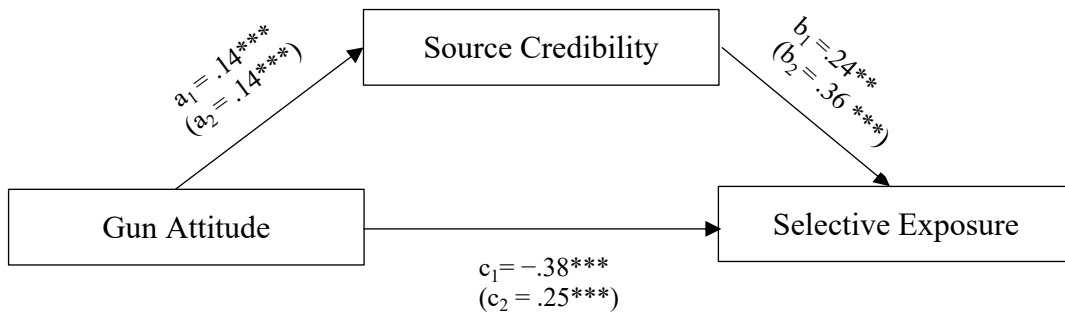 Source Credibility
a₁ = .14***
(a₂ = .14***)
b₁ = .24**
(b₂ = .36 ***)
Gun Attitude
Selective Exposure
c₁= −.38***
(c₂ = .25***)